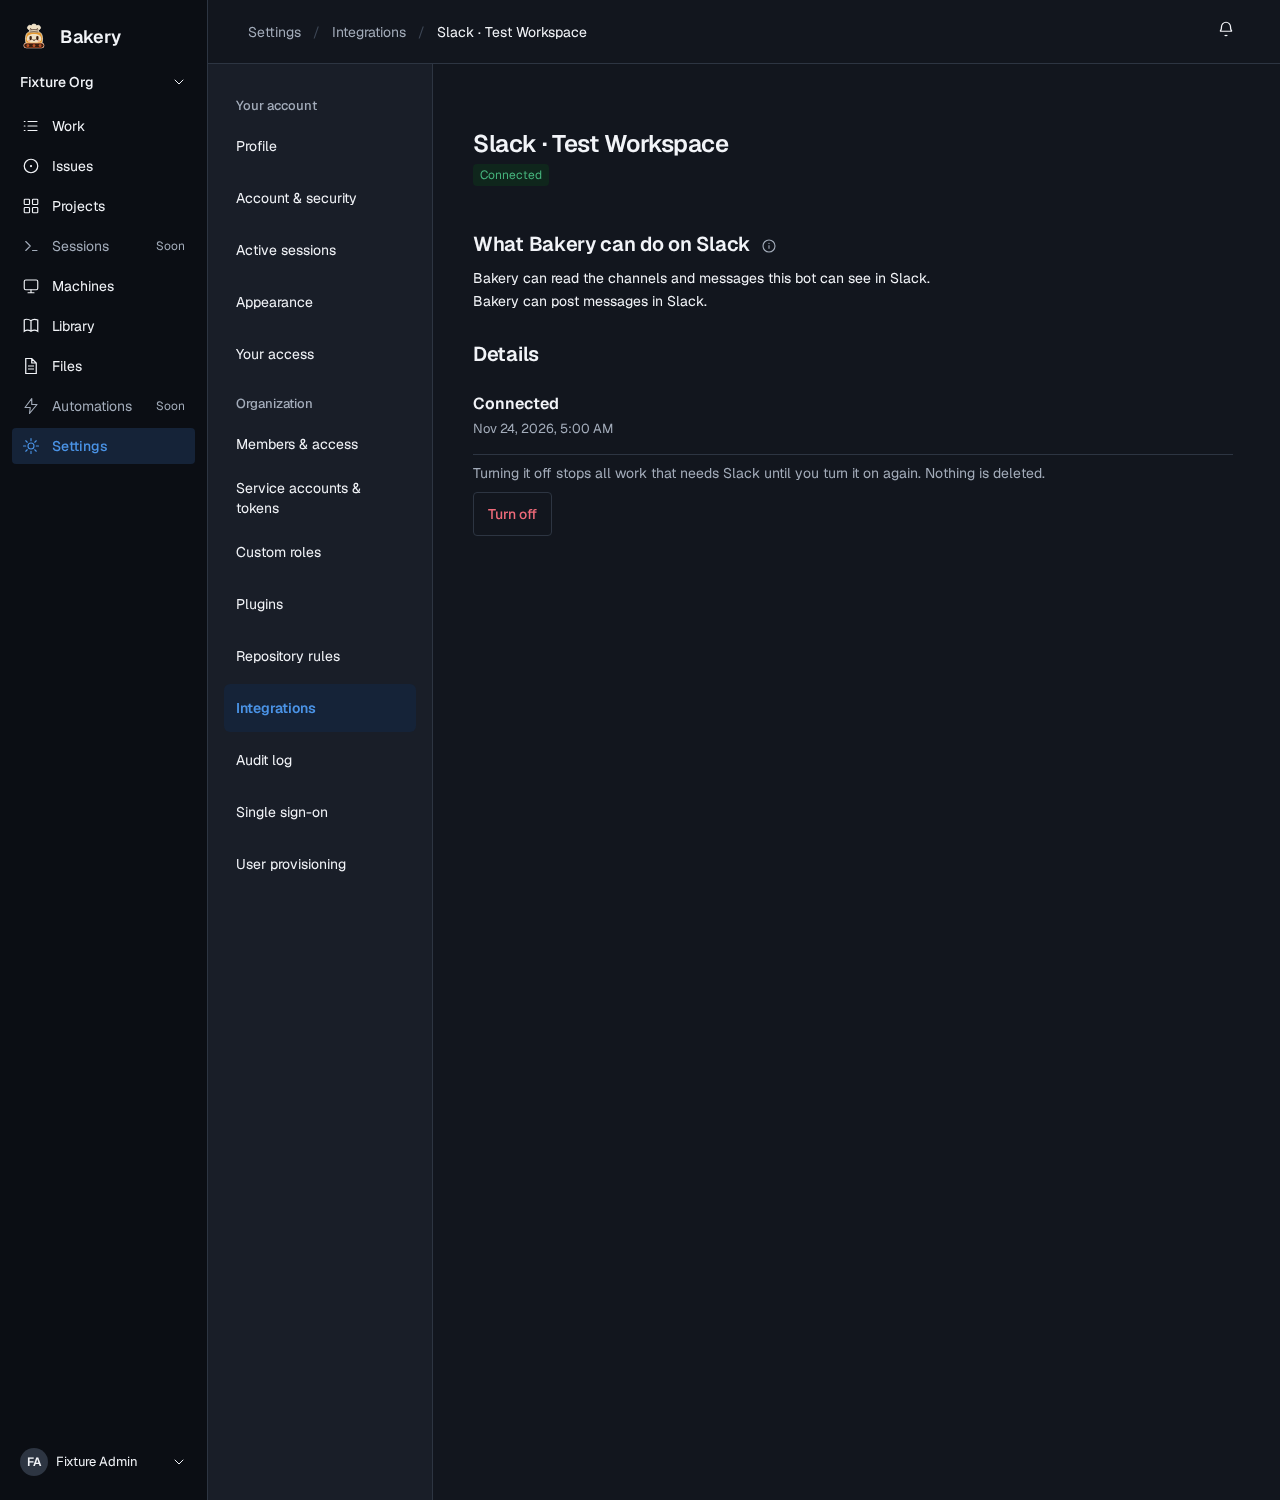 Bakery
Fixture Org
Work
Issues
Projects
Sessions Soon
Machines
Library
Files
Automations Soon
Settings
FA Fixture Admin
Settings / Integrations / Slack · Test Workspace
Your account
Profile
Account & security
Active sessions
Appearance
Your access
Organization
Members & access
Service accounts &
tokens
Custom roles
Plugins
Repository rules
Integrations
Audit log
Single sign-on
User provisioning
Slack · Test Workspace
Connected
What Bakery can do on Slack
Bakery can read the channels and messages this bot can see in Slack.
Bakery can post messages in Slack.
Details
Connected
Nov 24, 2026, 5:00 AM
Turning it off stops all work that needs Slack until you turn it on again. Nothing is deleted.
Turn off